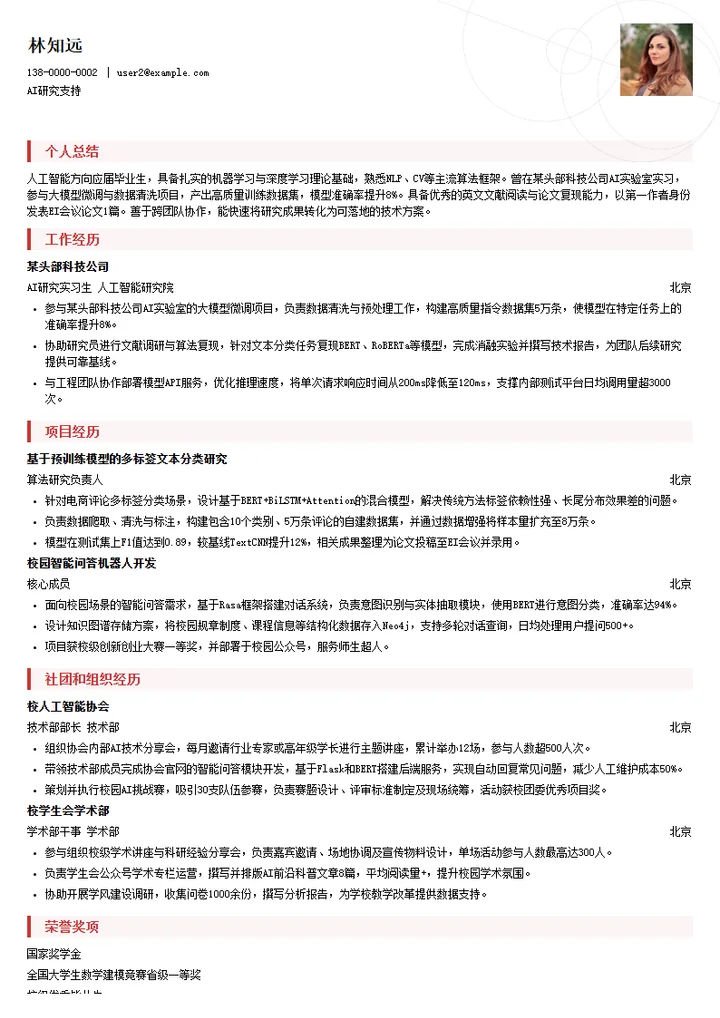 林知远
138-0000-0002 | user2@example.com
AI研究支持
个人总结
人工智能方向应届毕业生，具备扎实的机器学习与深度学习理论基础，熟悉NLP、CV等主流算法框架。曾在某头部科技公司AI实验室实习，
参与大模型微调与数据清洗项目，产出高质量训练数据集，模型准确率提升8%。具备优秀的英文文献阅读与论文复现能力，以第一作者身份
发表EI会议论文1篇。善于跨团队协作，能快速将研究成果转化为可落地的技术方案。
工作经历
某头部科技公司
AI研究实习生 人工智能研究院 北京
• 参与某头部科技公司AI实验室的大模型微调项目，负责数据清洗与预处理工作，构建高质量指令数据集5万条，使模型在特定任务上的
准确率提升8%。
• 协助研究员进行文献调研与算法复现，针对文本分类任务复现BERT、RoBERTa等模型，完成消融实验并撰写技术报告，为团队后续研究
提供可靠基线。
• 与工程团队协作部署模型API服务，优化推理速度，将单次请求响应时间从200ms降低至120ms，支撑内部测试平台日均调用量超3000
次。
项目经历
基于预训练模型的多标签文本分类研究
算法研究负责人 北京
• 针对电商评论多标签分类场景，设计基于BERT+BiLSTM+Attention的混合模型，解决传统方法标签依赖性强、长尾分布效果差的问题。
• 负责数据爬取、清洗与标注，构建包含10个类别、5万条评论的自建数据集，并通过数据增强将样本量扩充至8万条。
• 模型在测试集上F1值达到0.89，较基线TextCNN提升12%，相关成果整理为论文投稿至EI会议并录用。
校园智能问答机器人开发
核心成员 北京
• 面向校园场景的智能问答需求，基于Rasa框架搭建对话系统，负责意图识别与实体抽取模块，使用BERT进行意图分类，准确率达94%。
• 设计知识图谱存储方案，将校园规章制度、课程信息等结构化数据存入Neo4j，支持多轮对话查询，日均处理用户提问500+。
• 项目获校级创新创业大赛一等奖，并部署于校园公众号，服务师生超人。
社团和组织经历
校人工智能协会
技术部部长 技术部 北京
• 组织协会内部AI技术分享会，每月邀请行业专家或高年级学长进行主题讲座，累计举办12场，参与人数超500人次。
• 带领技术部成员完成协会官网的智能问答模块开发，基于Flask和BERT搭建后端服务，实现自动回复常见问题，减少人工维护成本50%。
• 策划并执行校园AI挑战赛，吸引30支队伍参赛，负责赛题设计、评审标准制定及现场统筹，活动获校团委优秀项目奖。
校学生会学术部
学术部干事 学术部 北京
• 参与组织校级学术讲座与科研经验分享会，负责嘉宾邀请、场地协调及宣传物料设计，单场活动参与人数最高达300人。
• 负责学生会公众号学术专栏运营，撰写并排版AI前沿科普文章8篇，平均阅读量+，提升校园学术氛围。
• 协助开展学风建设调研，收集问卷1000余份，撰写分析报告，为学校教学改革提供数据支持。
荣誉奖项
国家奖学金
全国大学生数学建模竞赛省级一等奖